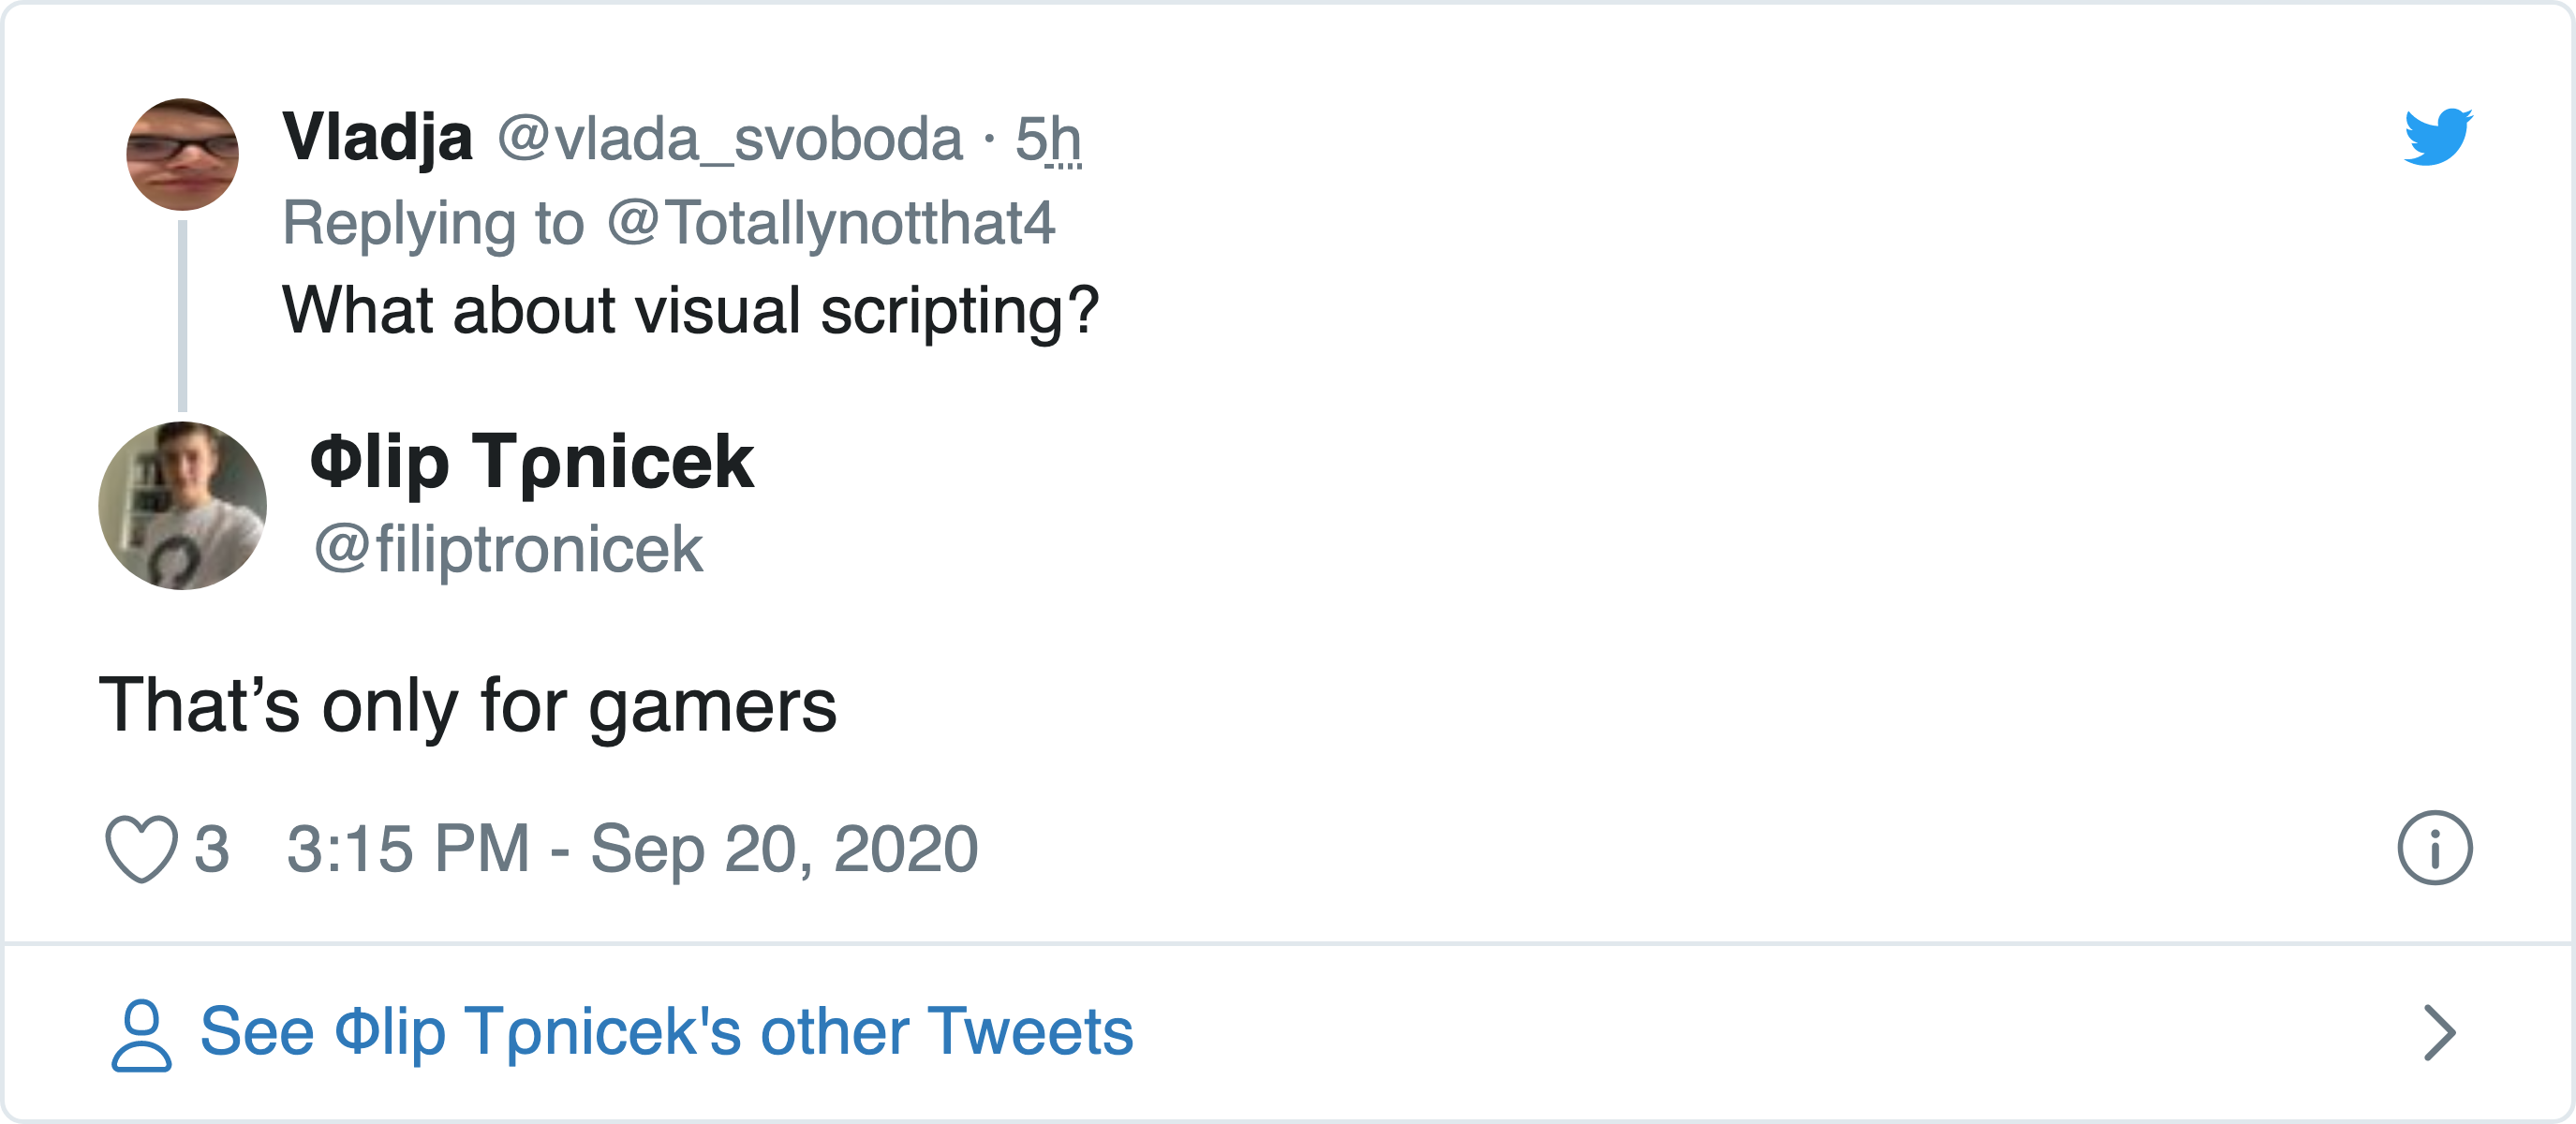 Vladja @vlada_svoboda · 5h
Replying to @Totallynotthat4
What about visual scripting?
Φlip Tρnicek
@filiptronicek
That’s only for gamers
3 3:15 PM - Sep 20, 2020
See Φlip Tρnicek's other Tweets